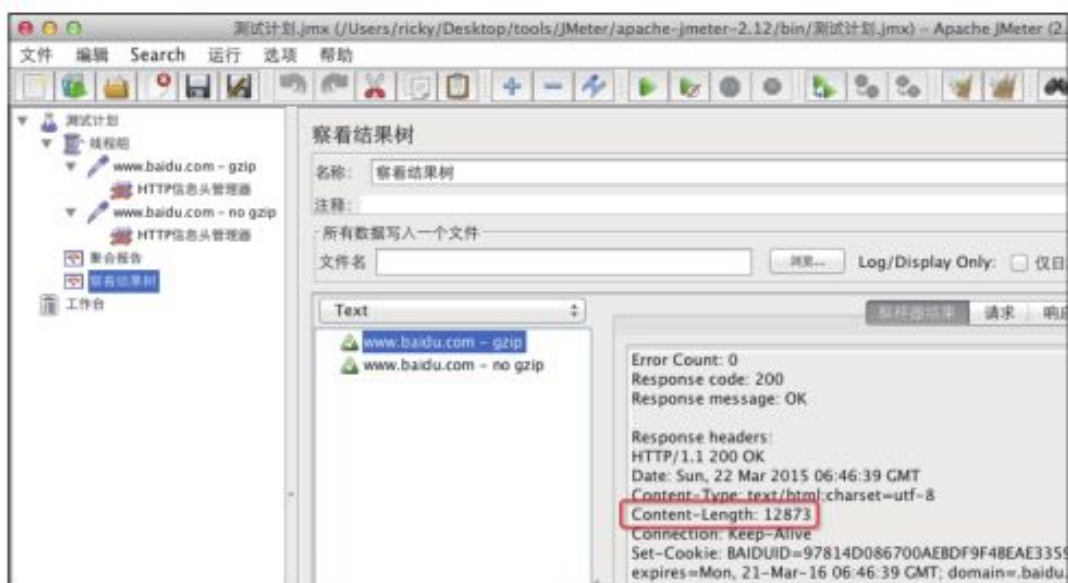 测试计划.jmx (/Users/ricky/Desktop/tools/JMeter/apache-jmeter-2.12/bin/测试计划.jmx) – Apache JMeter (2.
文件 编辑 Search 运行 选项 帮助
测试计划
线程组
www.baidu.com – gzip
HTTP信息头管理器
www.baidu.com – no gzip
HTTP信息头管理器
聚合报告
察看结果树
工作台
察看结果树
名称: 察看结果树
注释:
所有数据写入一个文件
文件名 浏览... Log/Display Only: 仅日
Text
取样器结果 请求 响应
www.baidu.com – gzip
www.baidu.com – no gzip
Error Count: 0
Response code: 200
Response message: OK
Response headers:
HTTP/1.1 200 OK
Date: Sun, 22 Mar 2015 06:46:39 GMT
Content-Type: text/html;charset=utf-8
Content-Length: 12873
Connection: Keep-Alive
Set-Cookie: BAIDUID=97814D086700AEBDF9F48EAE3359
expires=Mon, 21-Mar-16 06:46:39 GMT; domain=.baidu.